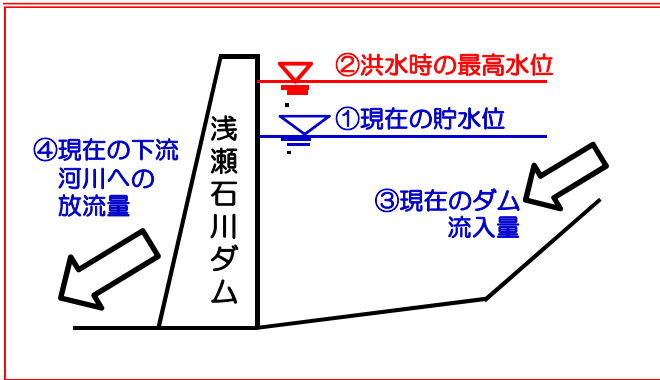 ②洪水時の最高水位
①現在の貯水位
④現在の下流
河川への
放流量
浅瀬石川ダム
③現在のダム
流入量